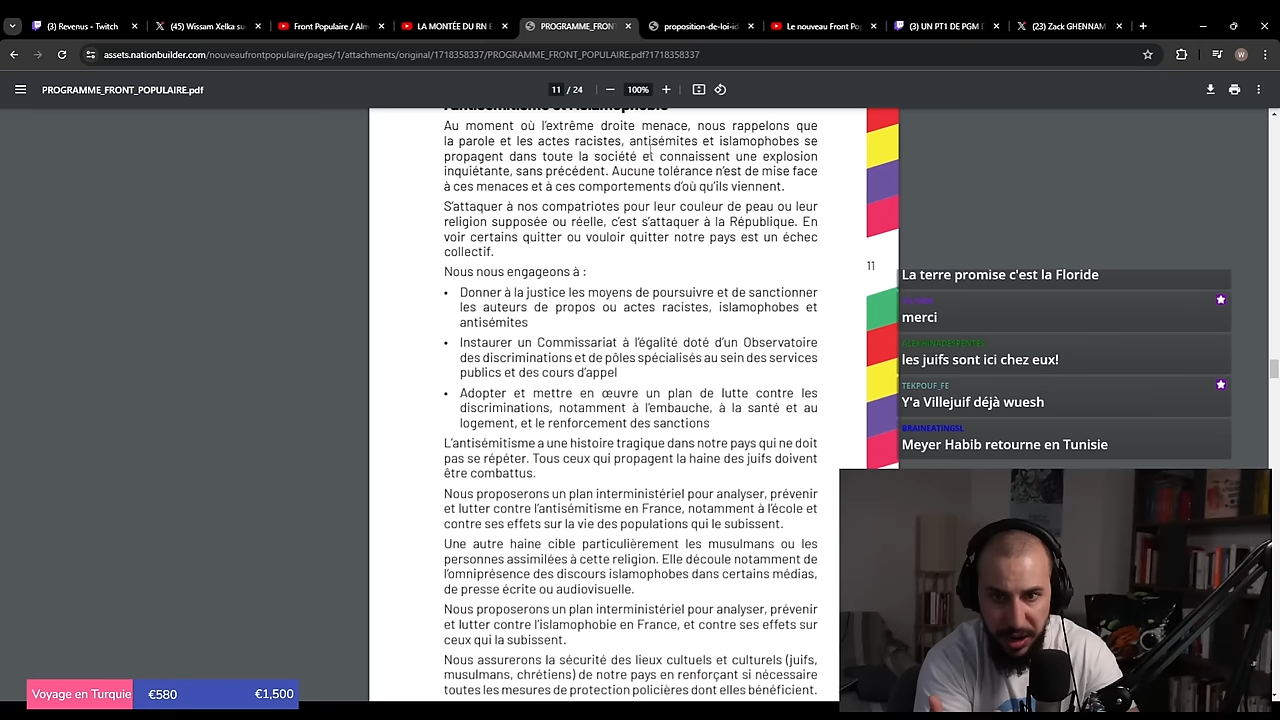 (3) Revenus - Twitch
(45) Wissam Xelka su
Front Populaire / Aln
LA MONTÉE DU RN E
PROGRAMME_FRONT
proposition-de-loi-id
Le nouveau Front Pop
(3) UN PT1 DE PGM D
(23) Zack GHENNAM
assets.nationbuilder.com/nouveaufrontpopulaire/pages/1/attachments/original/1718358337/PROGRAMME_FRONT_POPULAIRE.pdf?1718358337
W
PROGRAMME_FRONT_POPULAIRE.pdf
11 / 24
100%
l'antisémitisme et l'islamophobie
Au moment où l'extrême droite menace, nous rappelons que
la parole et les actes racistes, antisémites et islamophobes se
propagent dans toute la société et connaissent une explosion
inquiétante, sans précédent. Aucune tolérance n'est de mise face
à ces menaces et à ces comportements d'où qu'ils viennent.
S'attaquer à nos compatriotes pour leur couleur de peau ou leur
religion supposée ou réelle, c'est s'attaquer à la République. En
voir certains quitter ou vouloir quitter notre pays est un échec
collectif.
Nous nous engageons à :
• Donner à la justice les moyens de poursuivre et de sanctionner
les auteurs de propos ou actes racistes, islamophobes et
antisémites
• Instaurer un Commissariat à l'égalité doté d'un Observatoire
des discriminations et de pôles spécialisés au sein des services
publics et des cours d'appel
• Adopter et mettre en œuvre un plan de lutte contre les
discriminations, notamment à l'embauche, à la santé et au
logement, et le renforcement des sanctions
L'antisémitisme a une histoire tragique dans notre pays qui ne doit
pas se répéter. Tous ceux qui propagent la haine des juifs doivent
être combattus.
Nous proposerons un plan interministériel pour analyser, prévenir
et lutter contre l'antisémitisme en France, notamment à l'école et
contre ses effets sur la vie des populations qui le subissent.
Une autre haine cible particulièrement les musulmans ou les
personnes assimilées à cette religion. Elle découle notamment de
l'omniprésence des discours islamophobes dans certains médias,
de presse écrite ou audiovisuelle.
Nous proposerons un plan interministériel pour analyser, prévenir
et lutter contre l'islamophobie en France, et contre ses effets sur
ceux qui la subissent.
Nous assurerons la sécurité des lieux cultuels et culturels (juifs,
musulmans, chrétiens) de notre pays en renforçant si nécessaire
toutes les mesures de protection policières dont elles bénéficient.
11
La terre promise c'est la Floride
merci
les juifs sont ici chez eux!
TEKPOUF_FE
Y'a Villejuif déjà wuesh
BRAINEATINGSL
Meyer Habib retourne en Tunisie
Voyage en Turquie
€580
€1,500